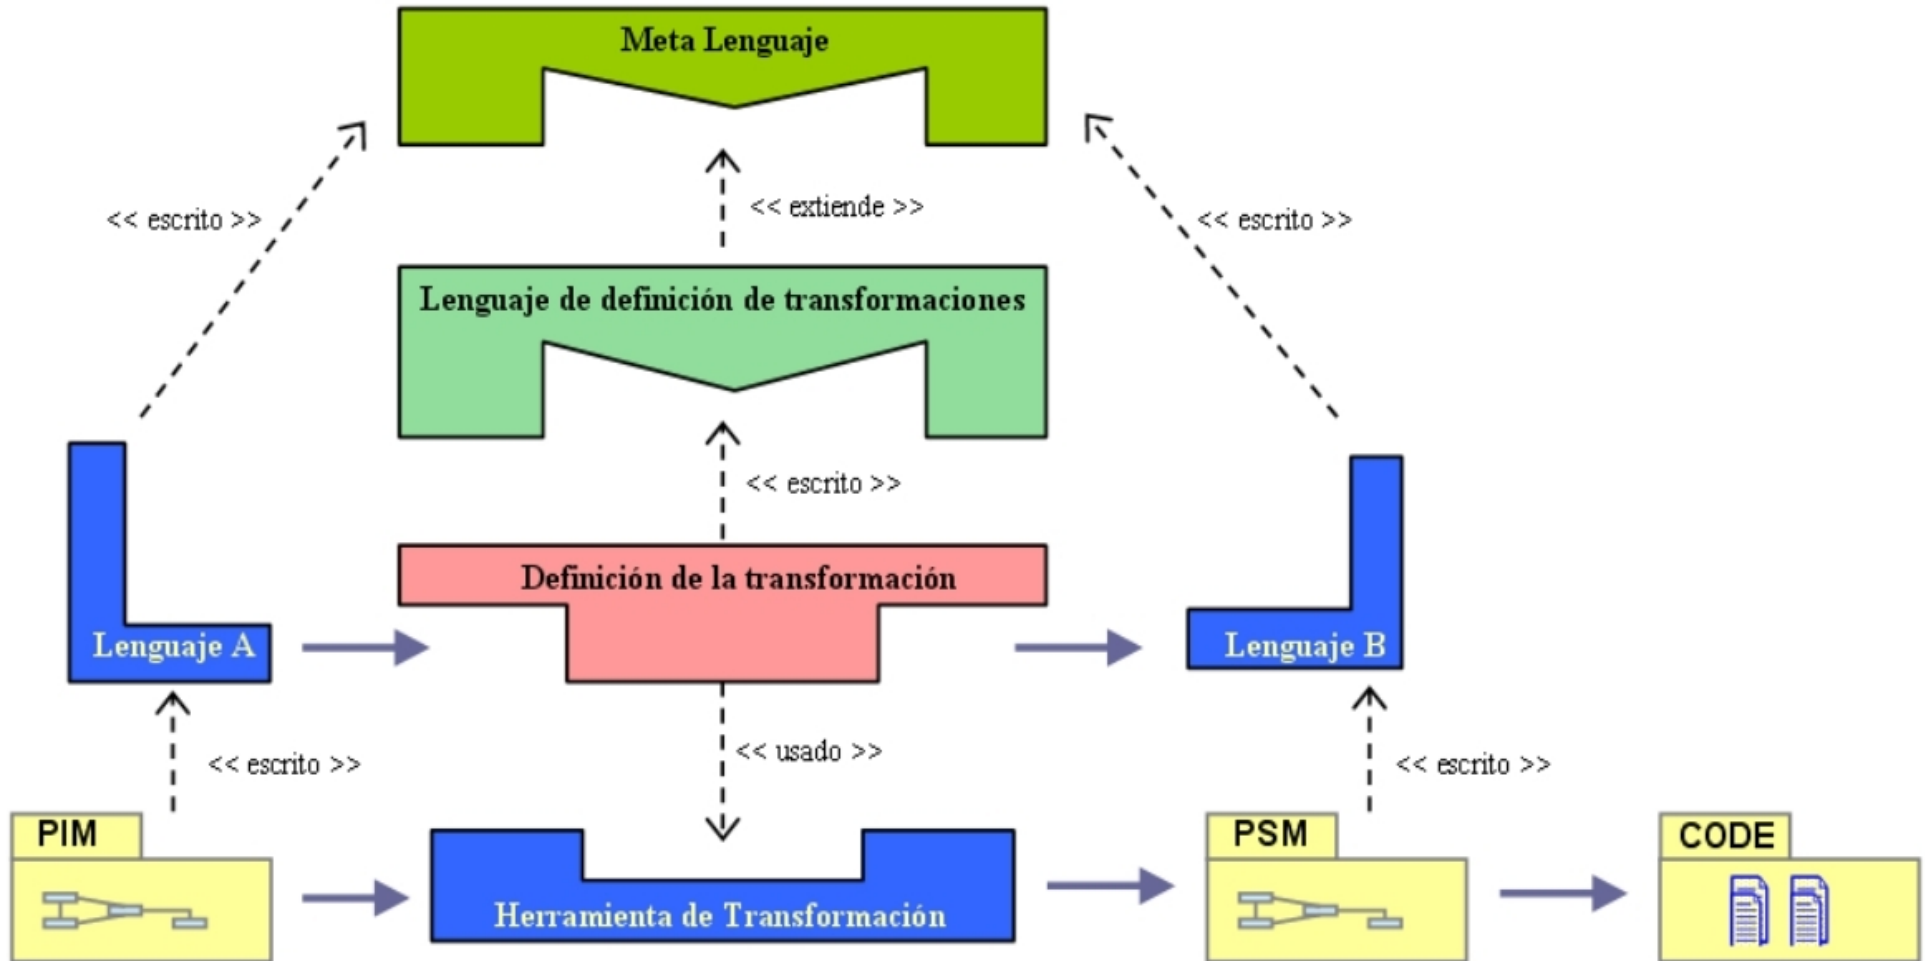 Meta Lenguaje
<< escrito >>
<< extiende >>
<< escrito >>
Lenguaje de definición de transformaciones
<< escrito >>
Definición de la transformación
Lenguaje A
Lenguaje B
<< escrito >>
<< usado >>
<< escrito >>
PIM
PSM
CODE
Herramienta de Transformación